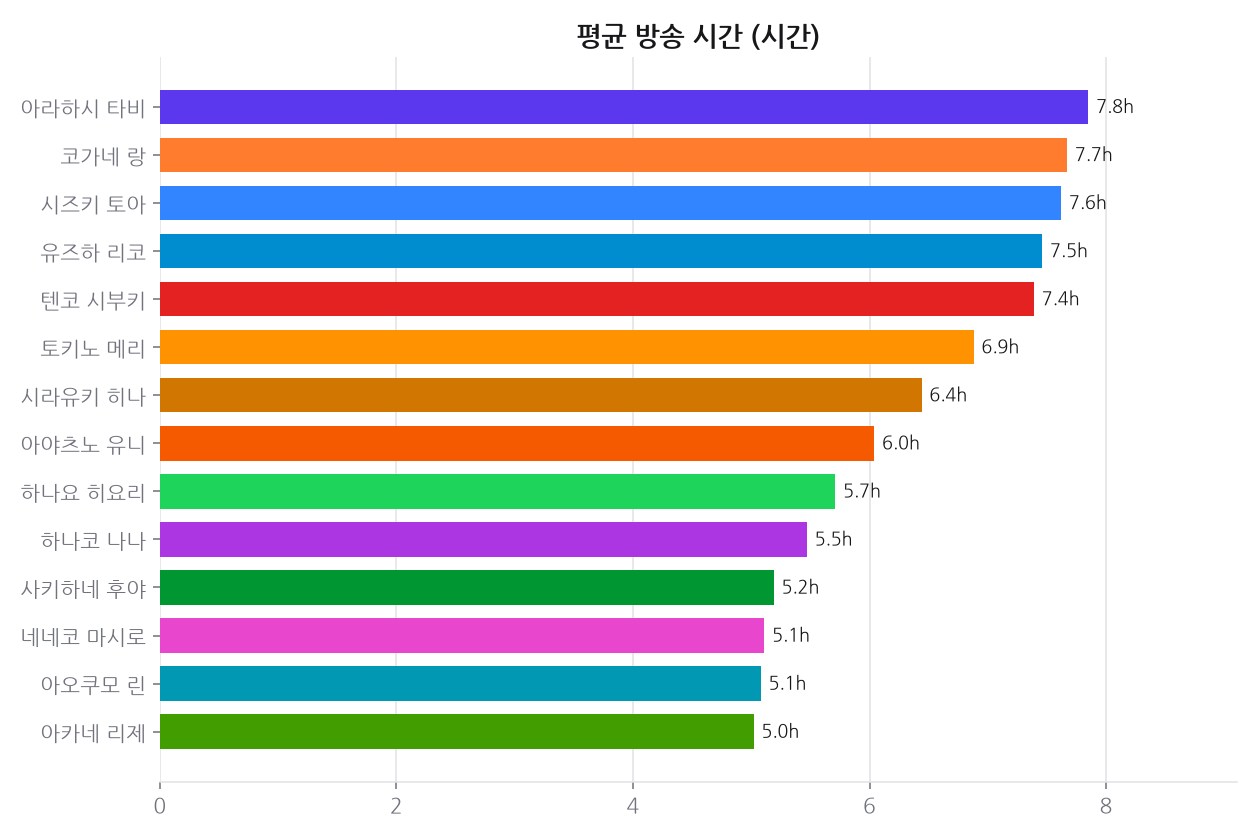 평균 방송 시간 (시간)
아라하시 타비 7.8h
코가네 랑 7.7h
시즈키 토아 7.6h
유즈하 리코 7.5h
텐코 시부키 7.4h
토키노 메리 6.9h
시라유키 히나 6.4h
아야츠노 유니 6.0h
하나요 히요리 5.7h
하나코 나나 5.5h
사키하네 후야 5.2h
네네코 마시로 5.1h
아오쿠모 린 5.1h
아카네 리제 5.0h
0 2 4 6 8